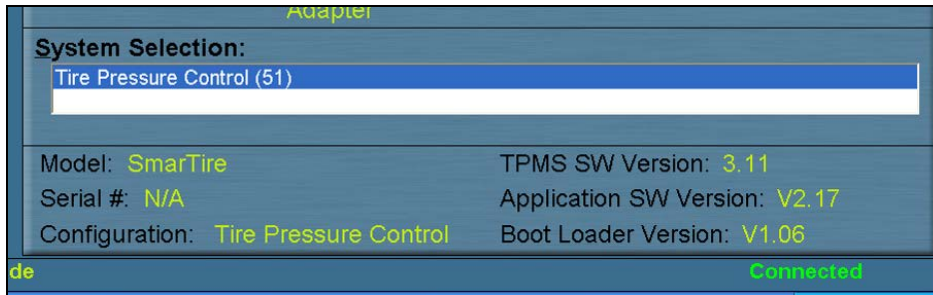 Adapter
System Selection:
Tire Pressure Control (51)
Model: SmarTire TPMS SW Version: 3.11
Serial #: N/A Application SW Version: V2.17
Configuration: Tire Pressure Control Boot Loader Version: V1.06
de Connected